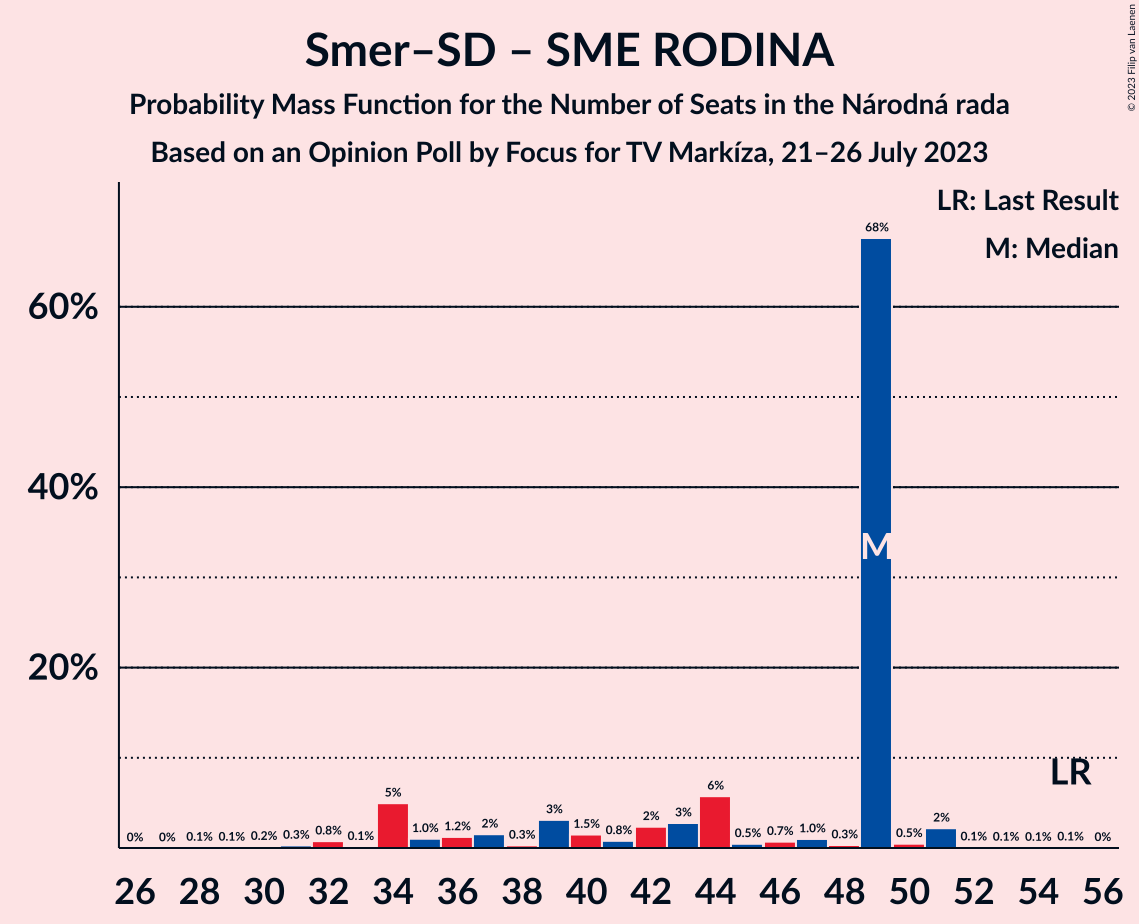 Smer–SD – SME RODINA
Probability Mass Function for the Number of Seats in the Národná rada
Based on an Opinion Poll by Focus for TV Markíza, 21–26 July 2023
© 2023 Filip van Laenen
LR: Last Result
M: Median
68%
60%
M
40%
20%
LR
0% 0% 0.1% 0.1% 0.2% 0.3% 0.8% 0.1% 5% 1.0% 1.2% 2% 0.3% 3% 1.5% 0.8% 2% 3% 6% 0.5% 0.7% 1.0% 0.3% 0.5% 2% 0.1% 0.1% 0.1% 0.1% 0%
26 28 30 32 34 36 38 40 42 44 46 48 50 52 54 56